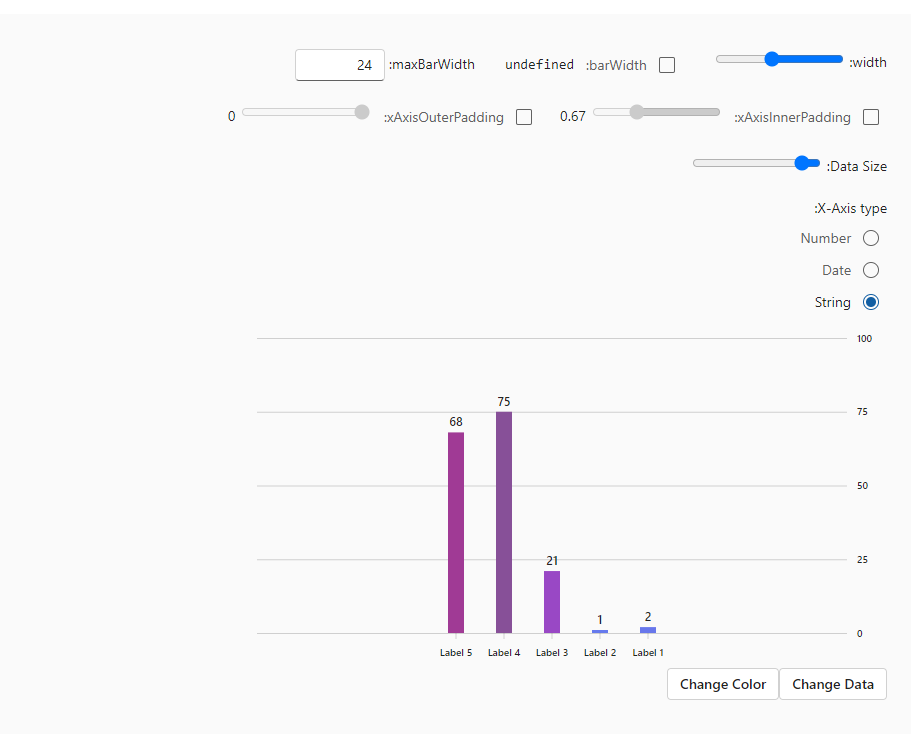 :width
:barWidth undefined
:maxBarWidth 24
:xAxisInnerPadding 0.67
:xAxisOuterPadding 0
:Data Size
:X-Axis type
Number
Date
String
100
75
50
25
0
68
75
21
1
2
Label 5 Label 4 Label 3 Label 2 Label 1
Change Color Change Data